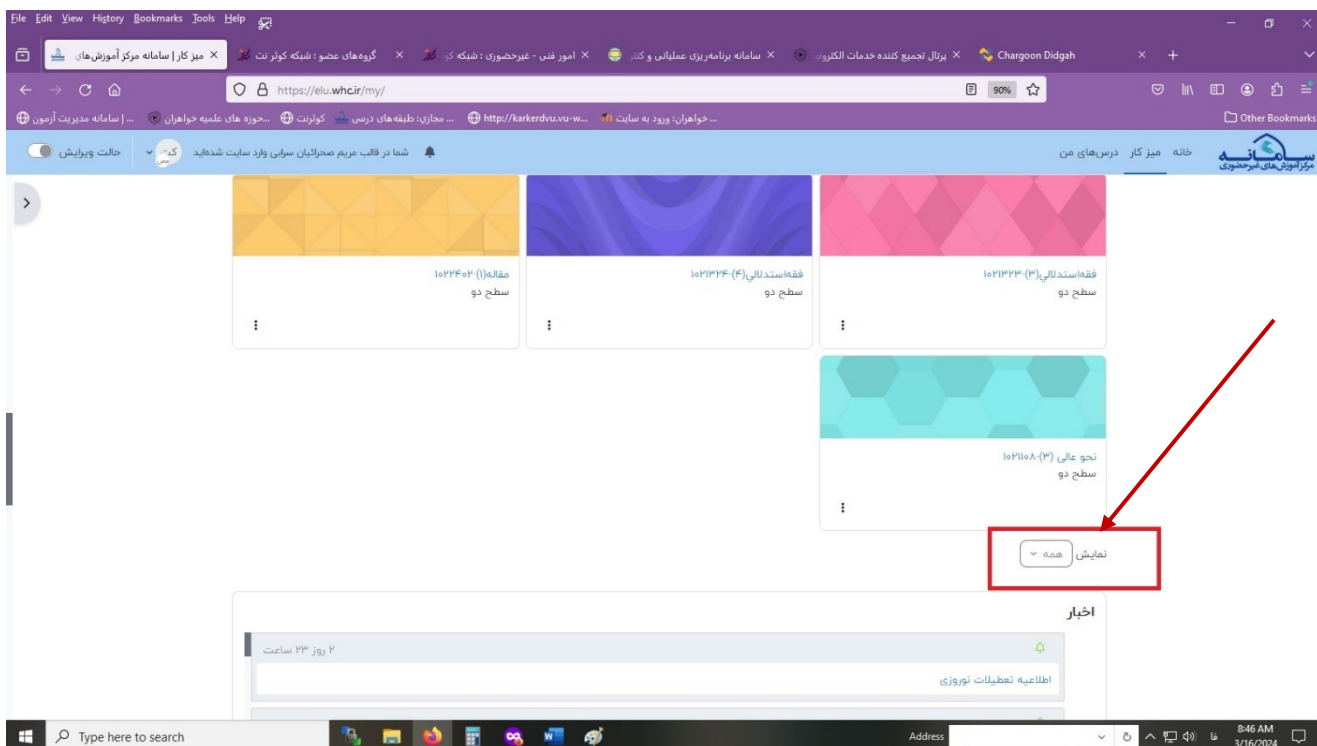 File Edit View History Bookmarks Tools Help
میز کار | سامانه مرکز آموزش‌های
گروه‌های عضو : شبکه کوثر نت
امور فنی - غیرحضوری : شبکه کو
سامانه برنامه‌ریزی عملیاتی و کنتر
پرتال تجمیع کننده خدمات الکترون
Chargoon Didgah
https://elu.whc.ir/my/
90%
سامانه مدیریت آزمون | ...
حوزه های علمیه خواهران...
کوثرنت
مجازی: طبقه‌های درسی ...
http://karkerdvu.vu-w...
خواهران: ورود به سایت ...
Other Bookmarks
سـامـانـه
مرکز آموزش‌های غیرحضوری
خانه میز کار درس‌های من
شما در قالب مریم صحرائیان سرابی وارد سایت شده‌اید
حالت ویرایش
فقه‌استدلالي(۳)-۱۰۲۱۳۲۳
سطح دو
فقه‌استدلالي(۴)-۱۰۲۱۳۲۴
سطح دو
مقاله(۱)-۱۰۲۲۴۰۲
سطح دو
نحو عالی (۳)-۱۰۲۱۱۰۸
سطح دو
نمایش همه
اخبار
۲ روز ۲۳ ساعت
اطلاعیه تعطیلات نوروزی
Type here to search
Address
فا
8:46 AM
3/16/2024